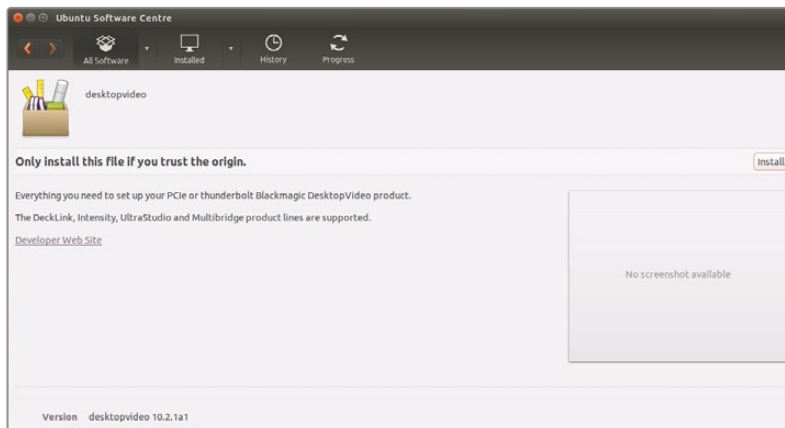 Ubuntu Software Centre
All Software
Installed
History
Progress
desktopvideo
Only install this file if you trust the origin.
Install
Everything you need to set up your PCIe or thunderbolt Blackmagic DesktopVideo product.
The DeckLink, Intensity, UltraStudio and Multibridge product lines are supported.
Developer Web Site
No screenshot available
Version desktopvideo 10.2.1a1